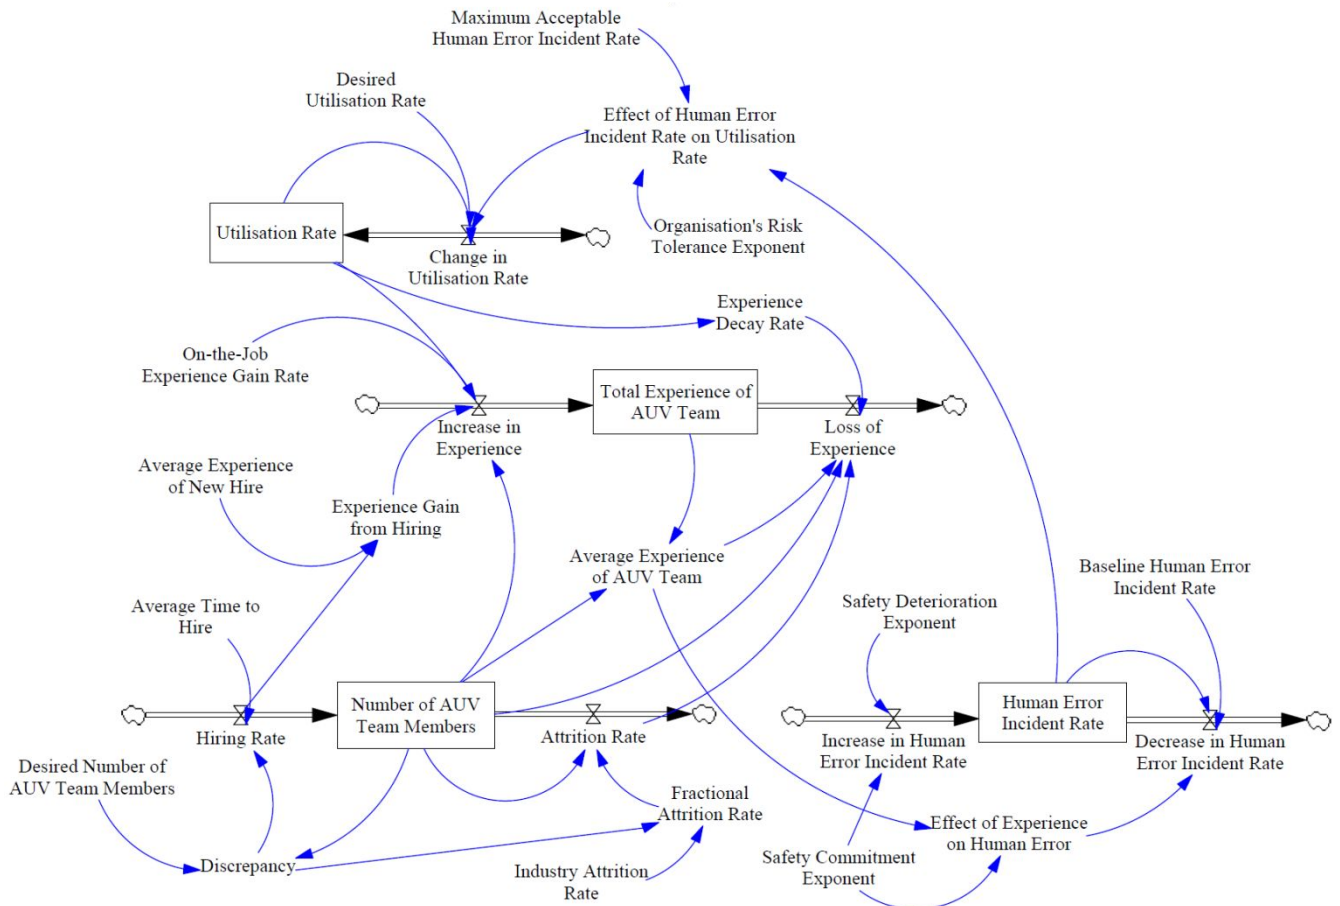 Maximum Acceptable
Human Error Incident Rate
Desired
Utilisation Rate
Effect of Human Error
Incident Rate on Utilisation
Rate
Utilisation Rate
Organisation's Risk
Tolerance Exponent
Change in
Utilisation Rate
Experience
Decay Rate
On-the-Job
Experience Gain Rate
Total Experience of
AUV Team
Increase in
Experience
Loss of
Experience
Average Experience
of New Hire
Experience Gain
from Hiring
Average Experience
of AUV Team
Baseline Human Error
Incident Rate
Average Time to
Hire
Safety Deterioration
Exponent
Number of AUV
Team Members
Human Error
Incident Rate
Hiring Rate
Attrition Rate
Increase in Human
Error Incident Rate
Decrease in Human
Error Incident Rate
Desired Number of
AUV Team Members
Fractional
Attrition Rate
Effect of Experience
on Human Error
Discrepancy
Industry Attrition
Rate
Safety Commitment
Exponent